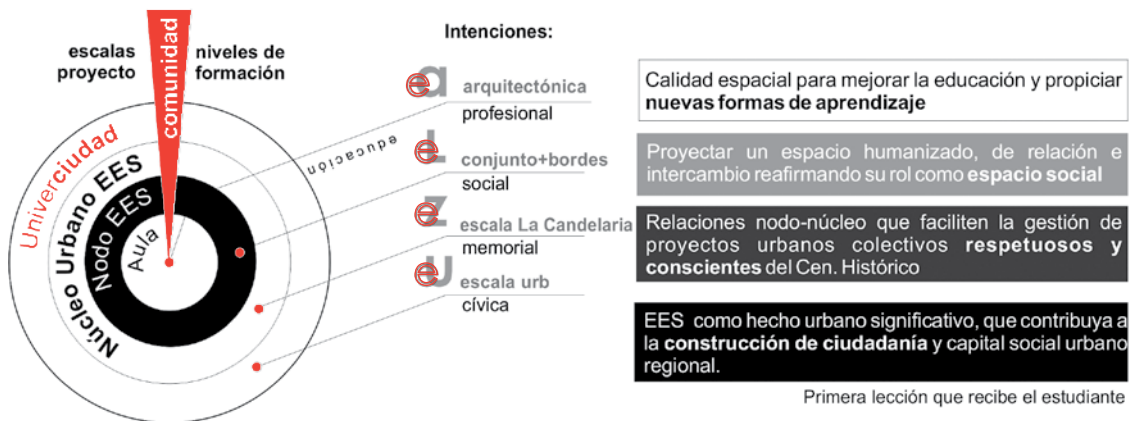 escalas
proyecto
comunidad
niveles de
formación
Univerciudad
Núcleo Urbano EES
Nodo EES
Aula
educación
Intenciones:
ea arquitectónica
profesional
eL conjunto+bordes
social
ez escala La Candelaria
memorial
eU escala urb
cívica
Calidad espacial para mejorar la educación y propiciar
nuevas formas de aprendizaje
Proyectar un espacio humanizado, de relación e
intercambio reafirmando su rol como espacio social
Relaciones nodo-núcleo que faciliten la gestión de
proyectos urbanos colectivos respetuosos y
conscientes del Cen. Histórico
EES como hecho urbano significativo, que contribuya a
la construcción de ciudadanía y capital social urbano
regional.
Primera lección que recibe el estudiante